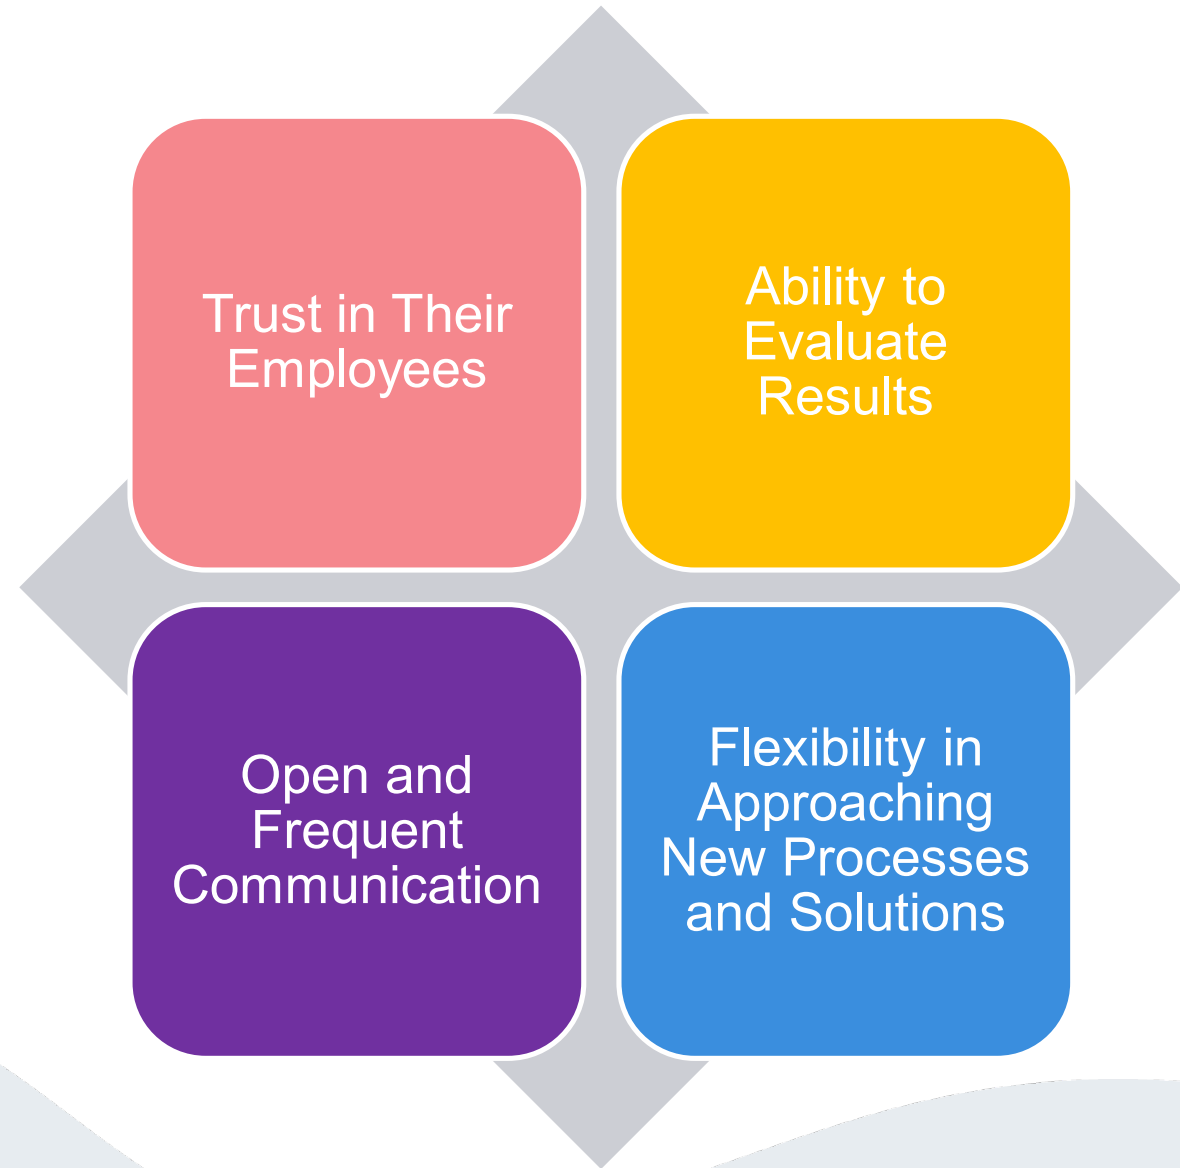 Trust in Their
Employees
Ability to
Evaluate
Results
Open and
Frequent
Communication
Flexibility in
Approaching
New Processes
and Solutions